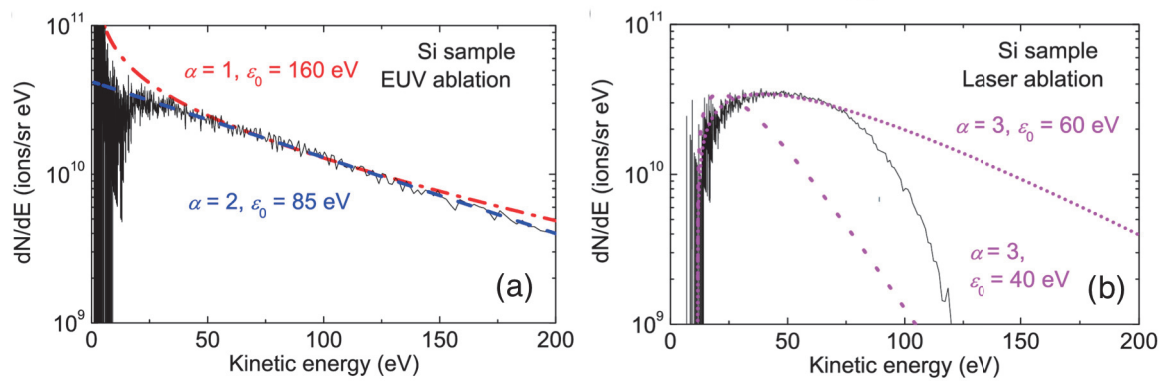 10¹¹
Si sample
EUV ablation
α = 1, ε₀ = 160 eV
dN/dE (ions/sr eV)
10¹⁰
α = 2, ε₀ = 85 eV
(a)
10⁹
0 50 100 150 200
Kinetic energy (eV)
10¹¹
Si sample
Laser ablation
α = 3, ε₀ = 60 eV
dN/dE (ions/sr eV)
10¹⁰
α = 3,
ε₀ = 40 eV
(b)
10⁹
0 50 100 150 200
Kinetic energy (eV)